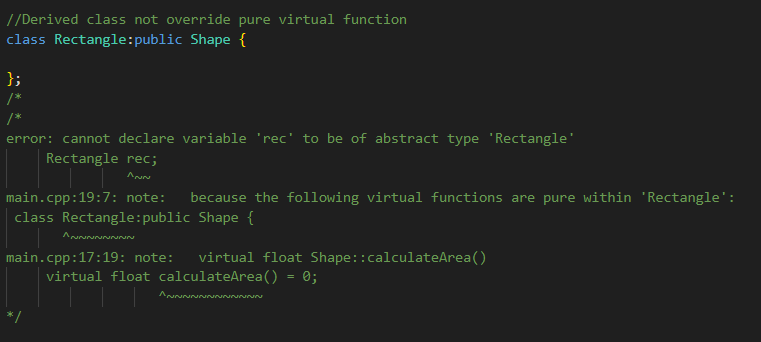 //Derived class not override pure virtual function
class Rectangle:public Shape {
};
/*
/*
error: cannot declare variable 'rec' to be of abstract type 'Rectangle'
Rectangle rec;
^~~
main.cpp:19:7: note:   because the following virtual functions are pure within 'Rectangle':
class Rectangle:public Shape {
^~~~~~~~~
main.cpp:17:19: note:   virtual float Shape::calculateArea()
virtual float calculateArea() = 0;
^~~~~~~~~~~~~
*/